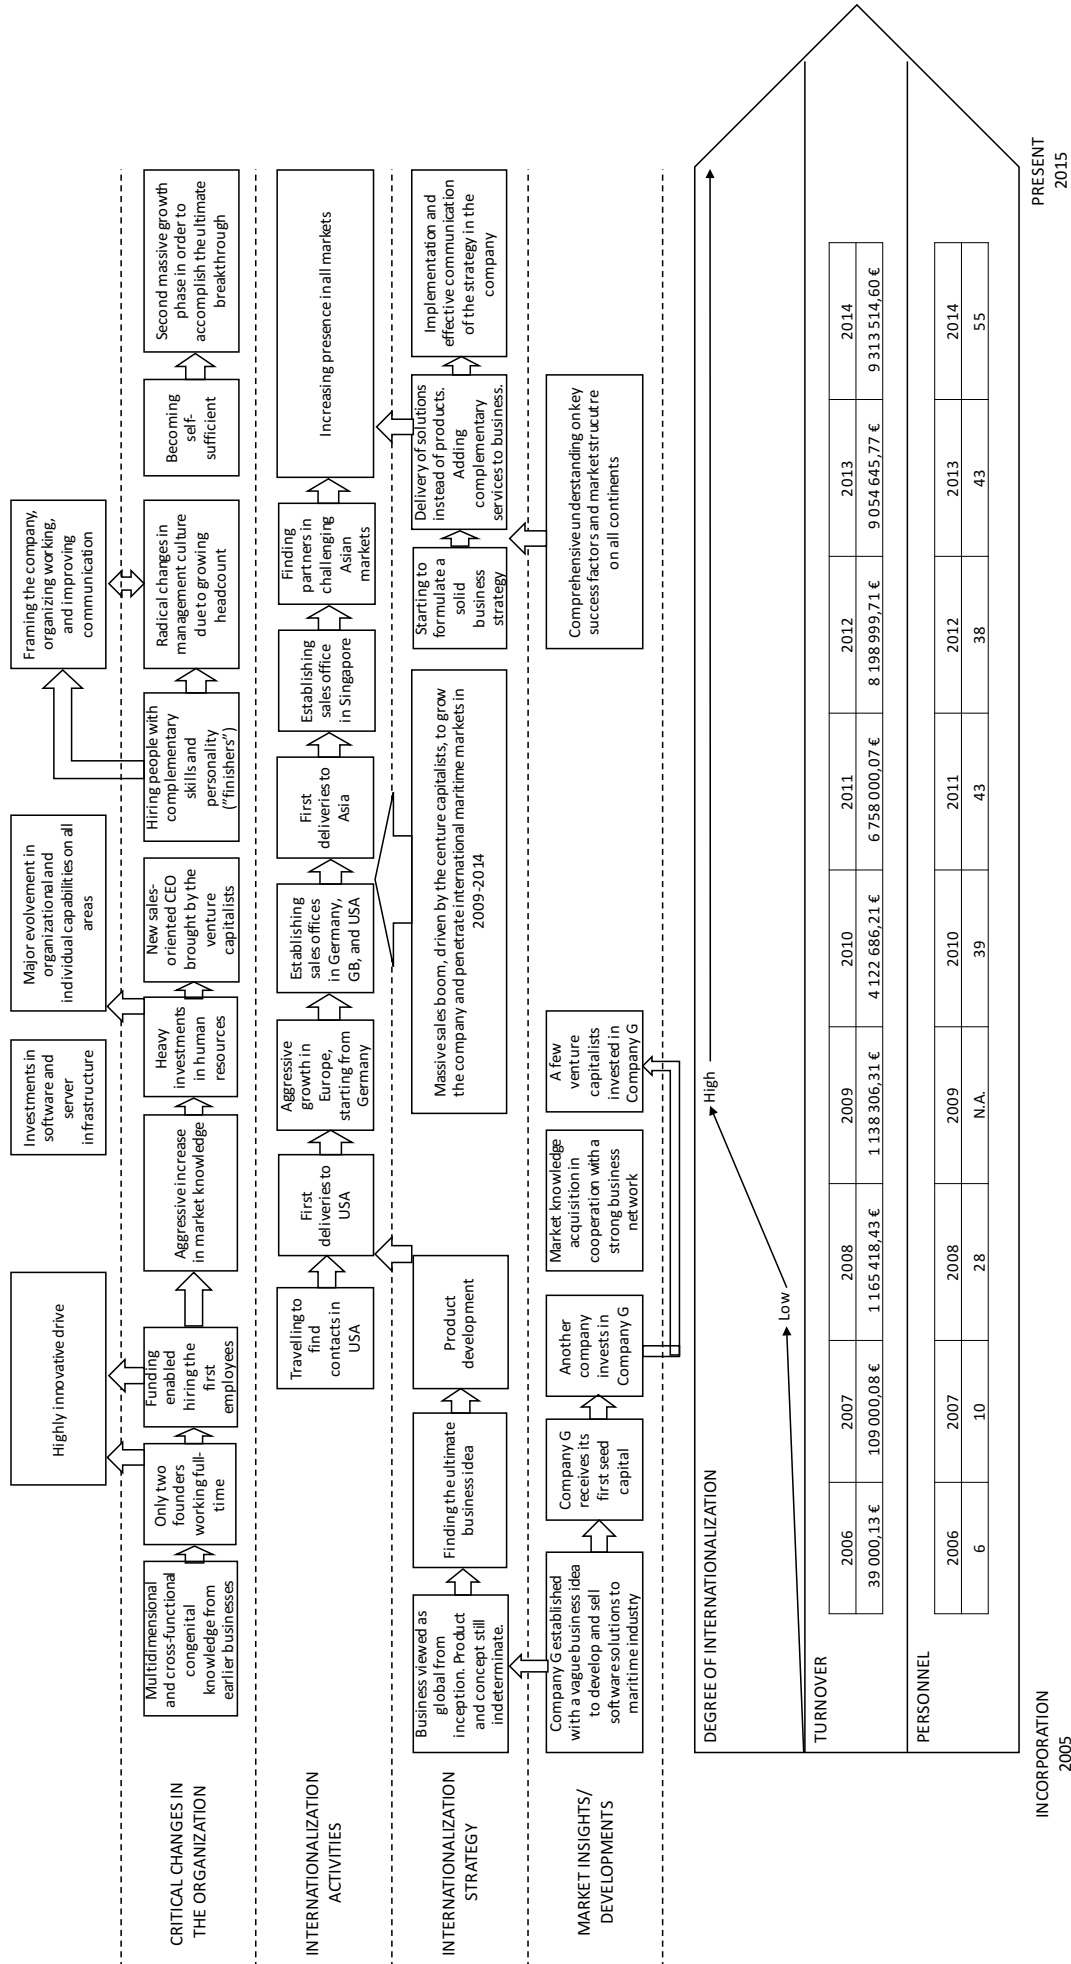 Highly innovative drive
Investments in
software and
server
infrastructure
Major evolvement in
organizational and
individual capabilities on all
areas
Framing the company,
organizing working,
and improving
communication
CRITICAL CHANGES IN
THE ORGANIZATION
Multidimensional
and cross-functional
congenital
knowledge from
earlier businesses
Only two
founders
working full-
time
Funding
enabled
hiring the
first
employees
Aggressive increase
in market knowledge
Heavy
investments
in human
resources
New sales-
oriented CEO
brought by the
venture
capitalists
Hiring people with
complementary
skills and
personality
("finishers")
Radical changes in
management culture
due to growing
headcount
Becoming
self-
sufficient
Second massive growth
phase in order to
accomplish the ultimate
breakthrough
INTERNATIONALIZATION
ACTIVITIES
Travelling to
find
contacts in
USA
First
deliveries to
USA
Aggressive
growth in
Europe,
starting from
Germany
Establishing
sales offices
in Germany,
GB, and USA
First
deliveries to
Asia
Establishing
sales office
in Singapore
Finding
partners in
challenging
Asian
markets
Increasing presence in all markets
INTERNATIONALIZATION
STRATEGY
Business viewed as
global from
inception. Product
and concept still
indeterminate.
Finding the ultimate
business idea
Product
development
Massive sales boom, driven by the centure capitalists, to grow
the company and penetrate international maritime markets in
2009-2014
Starting to
formulate a
solid
business
strategy
Delivery of solutions
instead of products.
Adding
complementary
services to business.
Implementation and
effective communication
of the strategy in the
company
MARKET INSIGHTS/
DEVELOPMENTS
Company G established
with a vague business idea
to develop and sell
software solutions to
maritime industry
Company G
receives its
first seed
capital
Another
company
invests in
Company G
Market knowledge
acquisition in
cooperation with a
strong business
network
A few
venture
capitalists
invested in
Company G
Comprehensive understanding on key
success factors and market strucutre
on all continents
DEGREE OF INTERNATIONALIZATION
Low
High
TURNOVER
2006 2007 2008 2009 2010 2011 2012 2013 2014
39 000,13 € 109 000,08 € 1 165 418,43 € 1 138 306,31 € 4 122 686,21 € 6 758 000,07 € 8 198 999,71 € 9 054 645,77 € 9 313 514,60 €
PERSONNEL
2006 2007 2008 2009 2010 2011 2012 2013 2014
6 10 28 N.A. 39 43 38 43 55
INCORPORATION
2005
PRESENT
2015